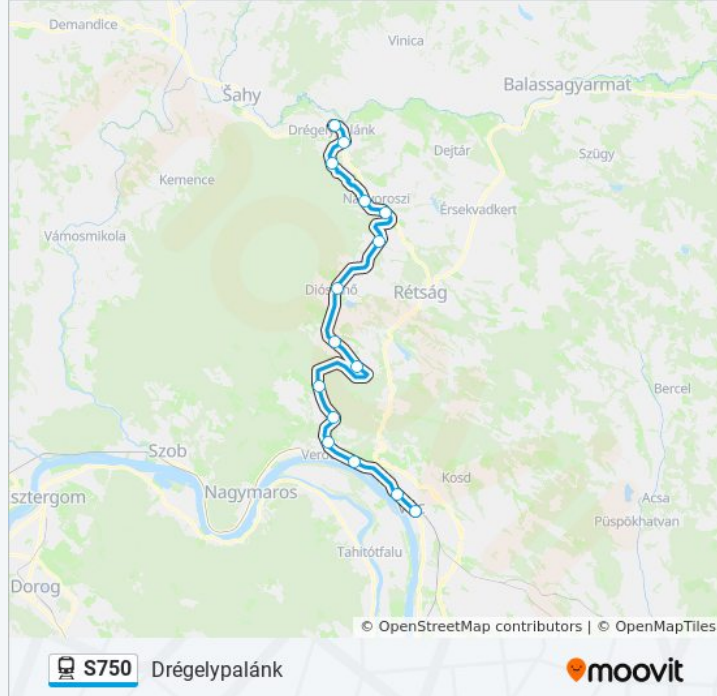 Demandice
Vinica
Šahy
Balassagyarmat
Drégelypalánk
Dejtár
Szügy
Kemence
Érsekvadkert
Vámosmikola
Rétság
Bercel
Szob
Kosd
Nagymaros
sztergom
Acsa
Püspökhatvan
Tahitótfalu
Dorog
© OpenStreetMap contributors | © OpenMapTiles
S750 Drégelypalánk
moovit